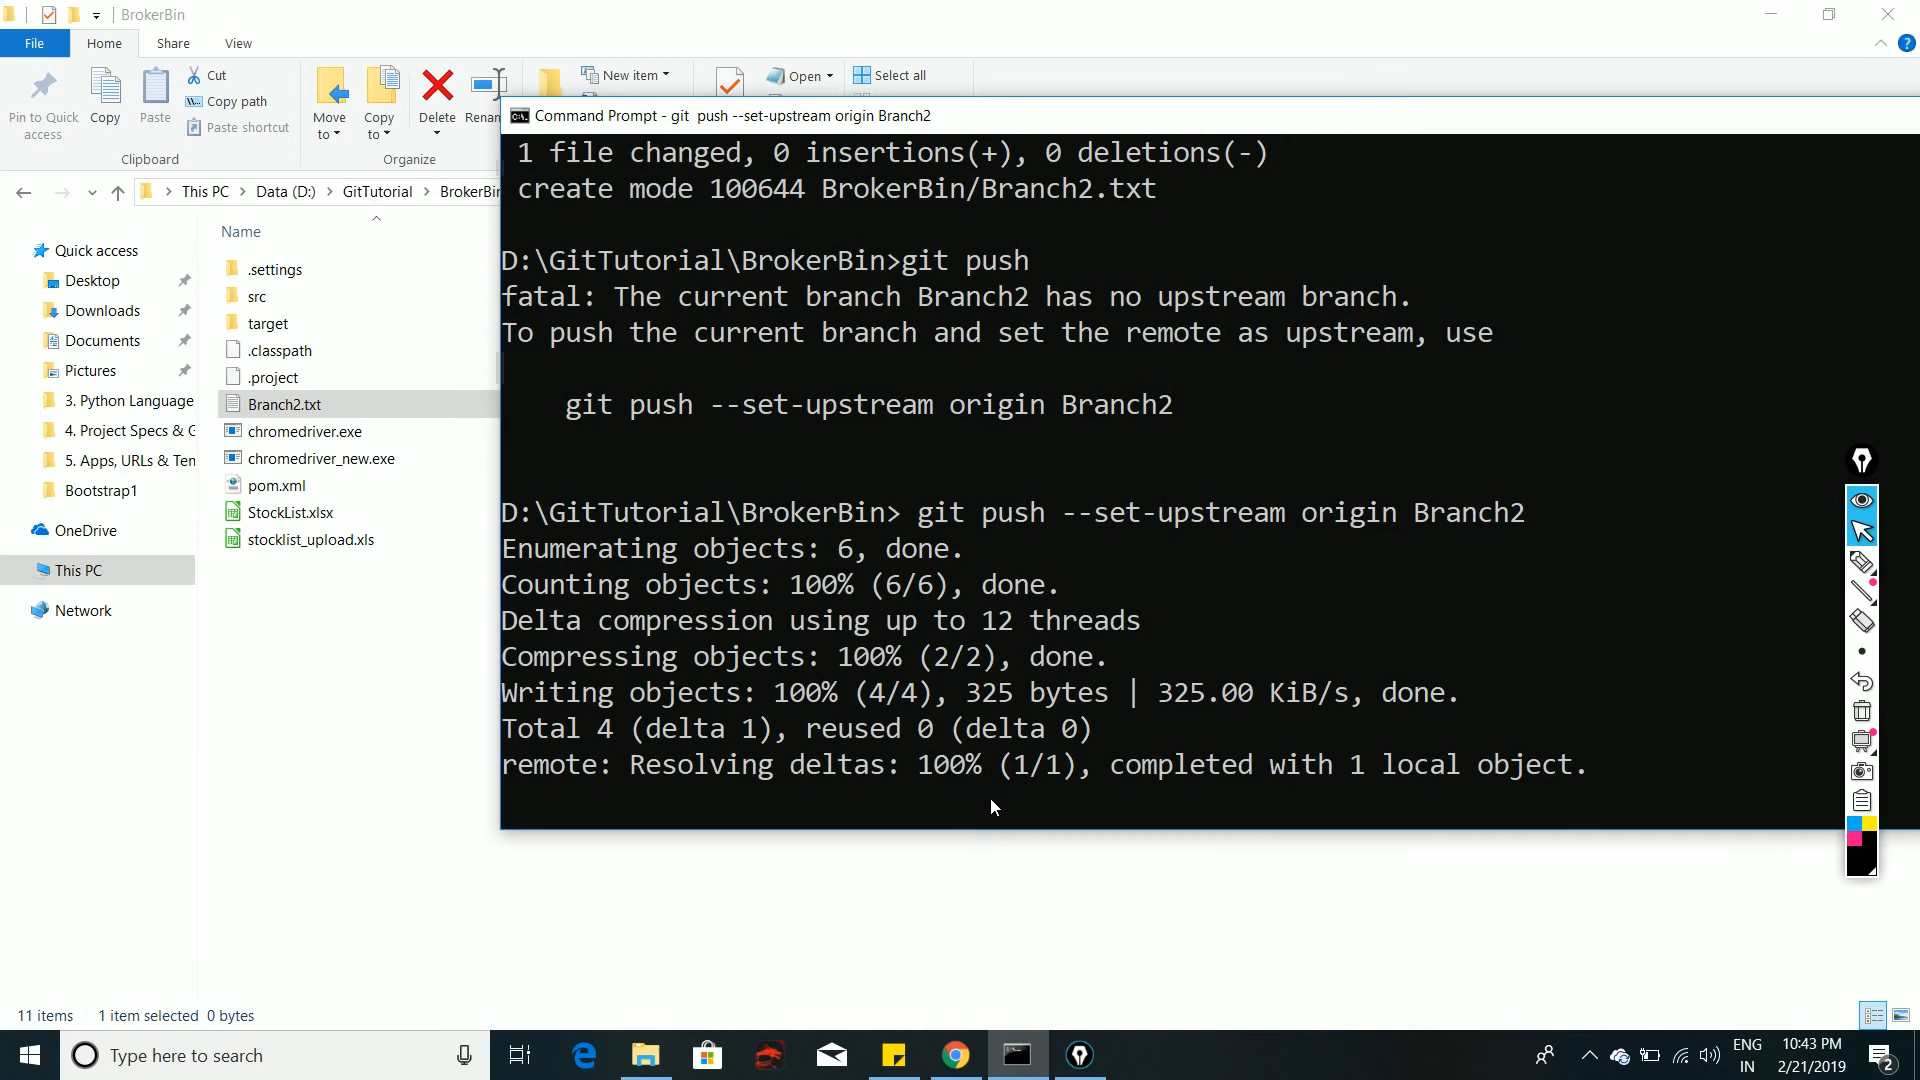 BrokerBin
File
Home
Share
View
Pin to Quick access
Copy
Paste
Cut
Copy path
Paste shortcut
Clipboard
Move to
Copy to
Delete
Renam
Organize
New item
Open
Select all
This PC
Data (D:)
GitTutorial
BrokerBin
Name
Quick access
Desktop
Downloads
Documents
Pictures
3. Python Language
4. Project Specs & G
5. Apps, URLs & Ten
Bootstrap1
OneDrive
This PC
Network
.settings
src
target
.classpath
.project
Branch2.txt
chromedriver.exe
chromedriver_new.exe
pom.xml
StockList.xlsx
stocklist_upload.xls
Command Prompt - git  push --set-upstream origin Branch2
1 file changed, 0 insertions(+), 0 deletions(-)
create mode 100644 BrokerBin/Branch2.txt
D:\GitTutorial\BrokerBin>git push
fatal: The current branch Branch2 has no upstream branch.
To push the current branch and set the remote as upstream, use
git push --set-upstream origin Branch2
D:\GitTutorial\BrokerBin> git push --set-upstream origin Branch2
Enumerating objects: 6, done.
Counting objects: 100% (6/6), done.
Delta compression using up to 12 threads
Compressing objects: 100% (2/2), done.
Writing objects: 100% (4/4), 325 bytes | 325.00 KiB/s, done.
Total 4 (delta 1), reused 0 (delta 0)
remote: Resolving deltas: 100% (1/1), completed with 1 local object.
11 items
1 item selected  0 bytes
Type here to search
ENG
IN
10:43 PM
2/21/2019
2